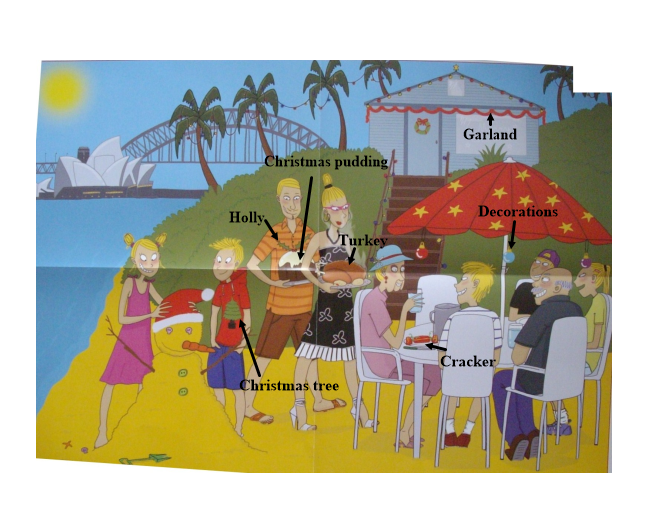 Garland
Christmas pudding
Holly
Decorations
Turkey
Cracker
Christmas tree